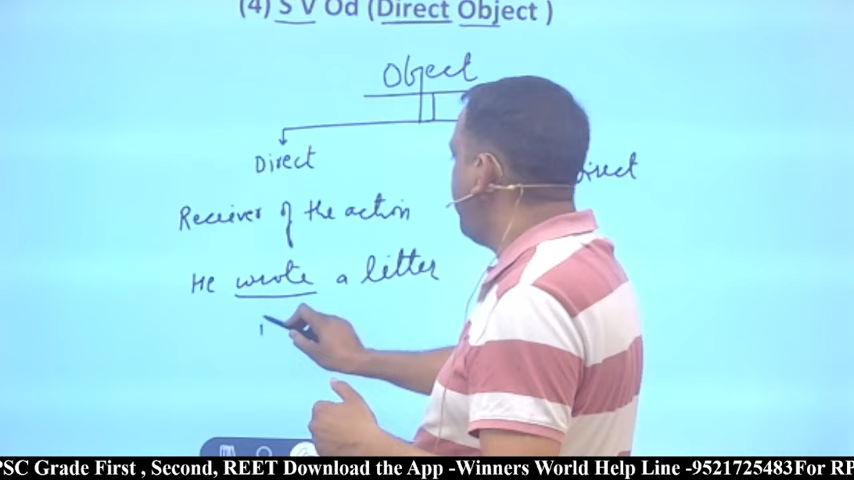 (4) S V Od (Direct Object )
Object
Direct
Receiver of the action
He wrote a letter
PSC Grade First , Second, REET Download the App -Winners World Help Line -9521725483For RP